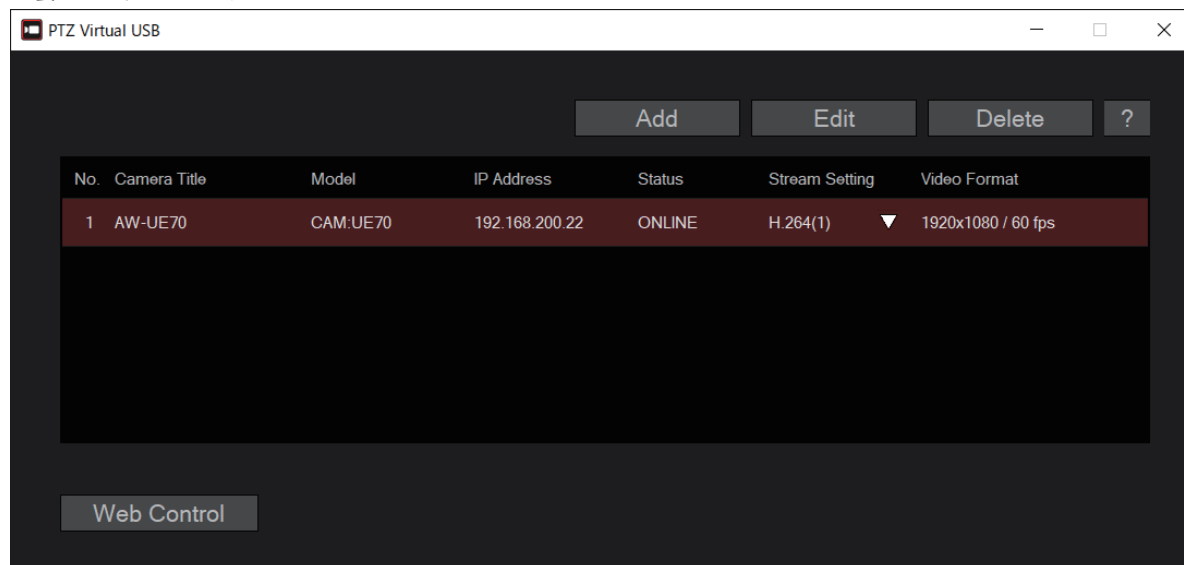 PTZ Virtual USB
Add Edit Delete ?
No. Camera Title Model IP Address Status Stream Setting Video Format
1 AW-UE70 CAM:UE70 192.168.200.22 ONLINE H.264(1) 1920x1080 / 60 fps
Web Control